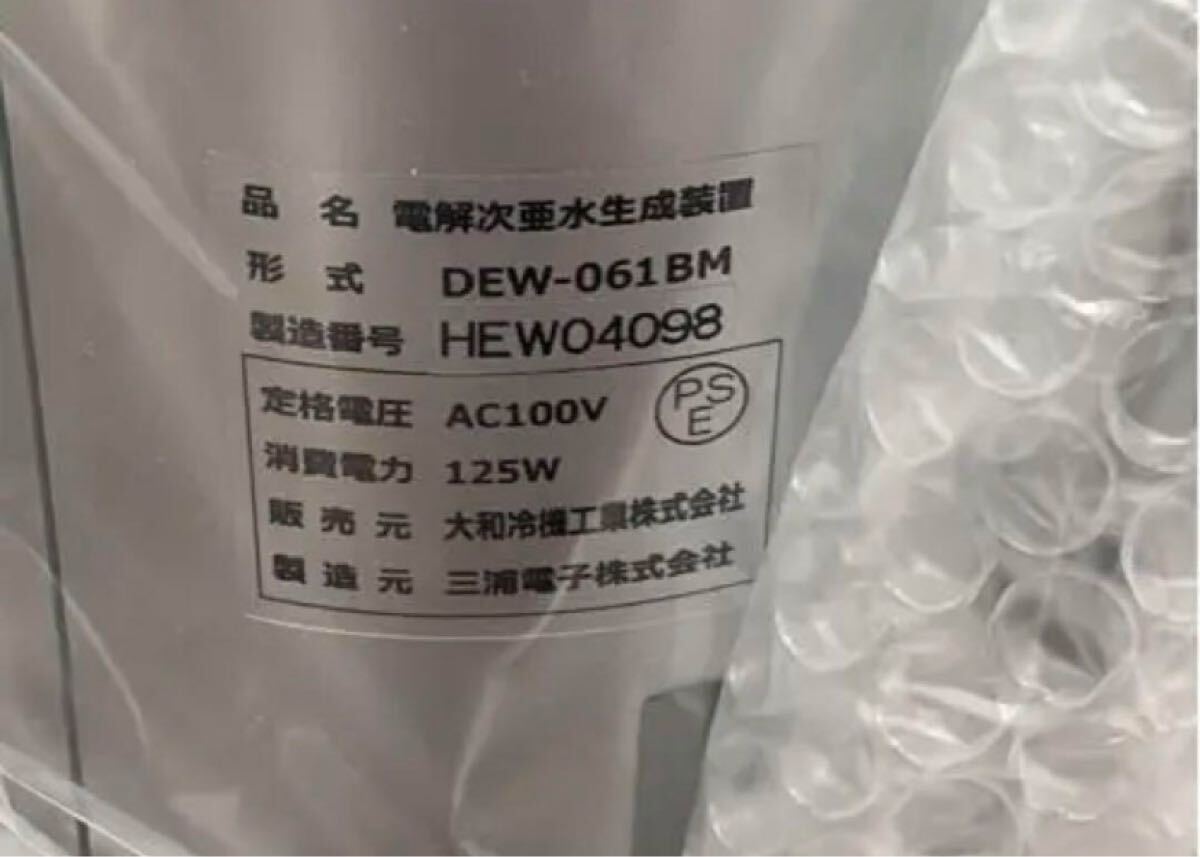 品 名 電解次亜水生成装置
形 式 DEW-061BM
製造番号 HEW04098
定格電圧 AC100V PSE
消費電力 125W
販売元 大和冷機工業株式会社
製造元 三浦電子株式会社